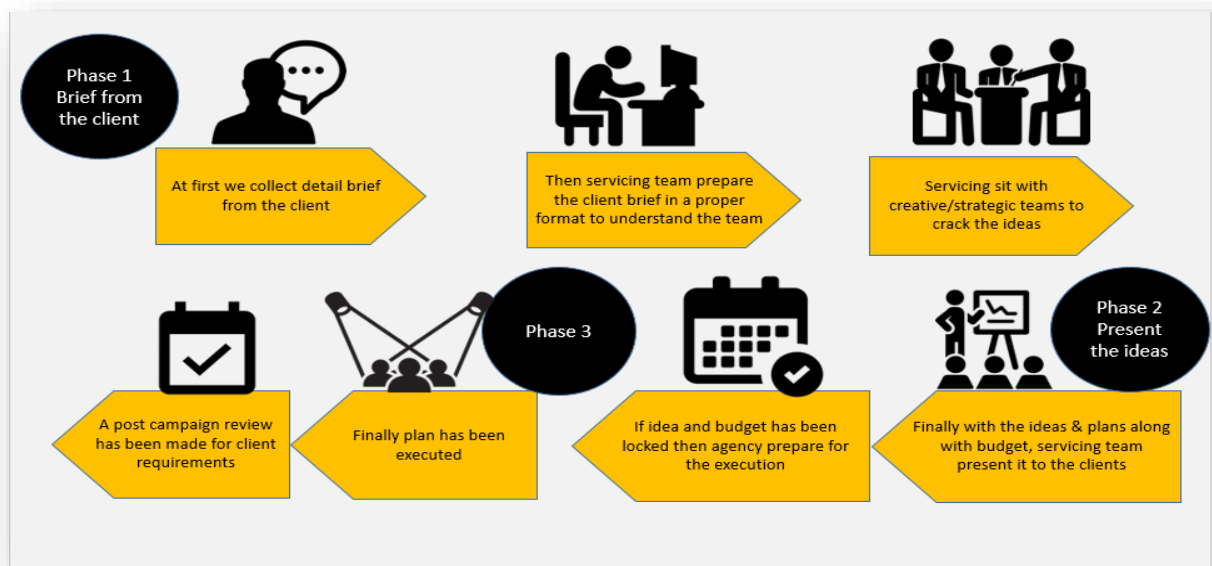 Phase 1
Brief from
the client
At first we collect detail brief
from the client
Then servicing team prepare
the client brief in a proper
format to understand the team
Servicing sit with
creative/strategic teams to
crack the ideas
Phase 2
Present
the ideas
Finally with the ideas & plans along
with budget, servicing team
present it to the clients
If idea and budget has been
locked then agency prepare for
the execution
Phase 3
Finally plan has been
executed
A post campaign review
has been made for client
requirements